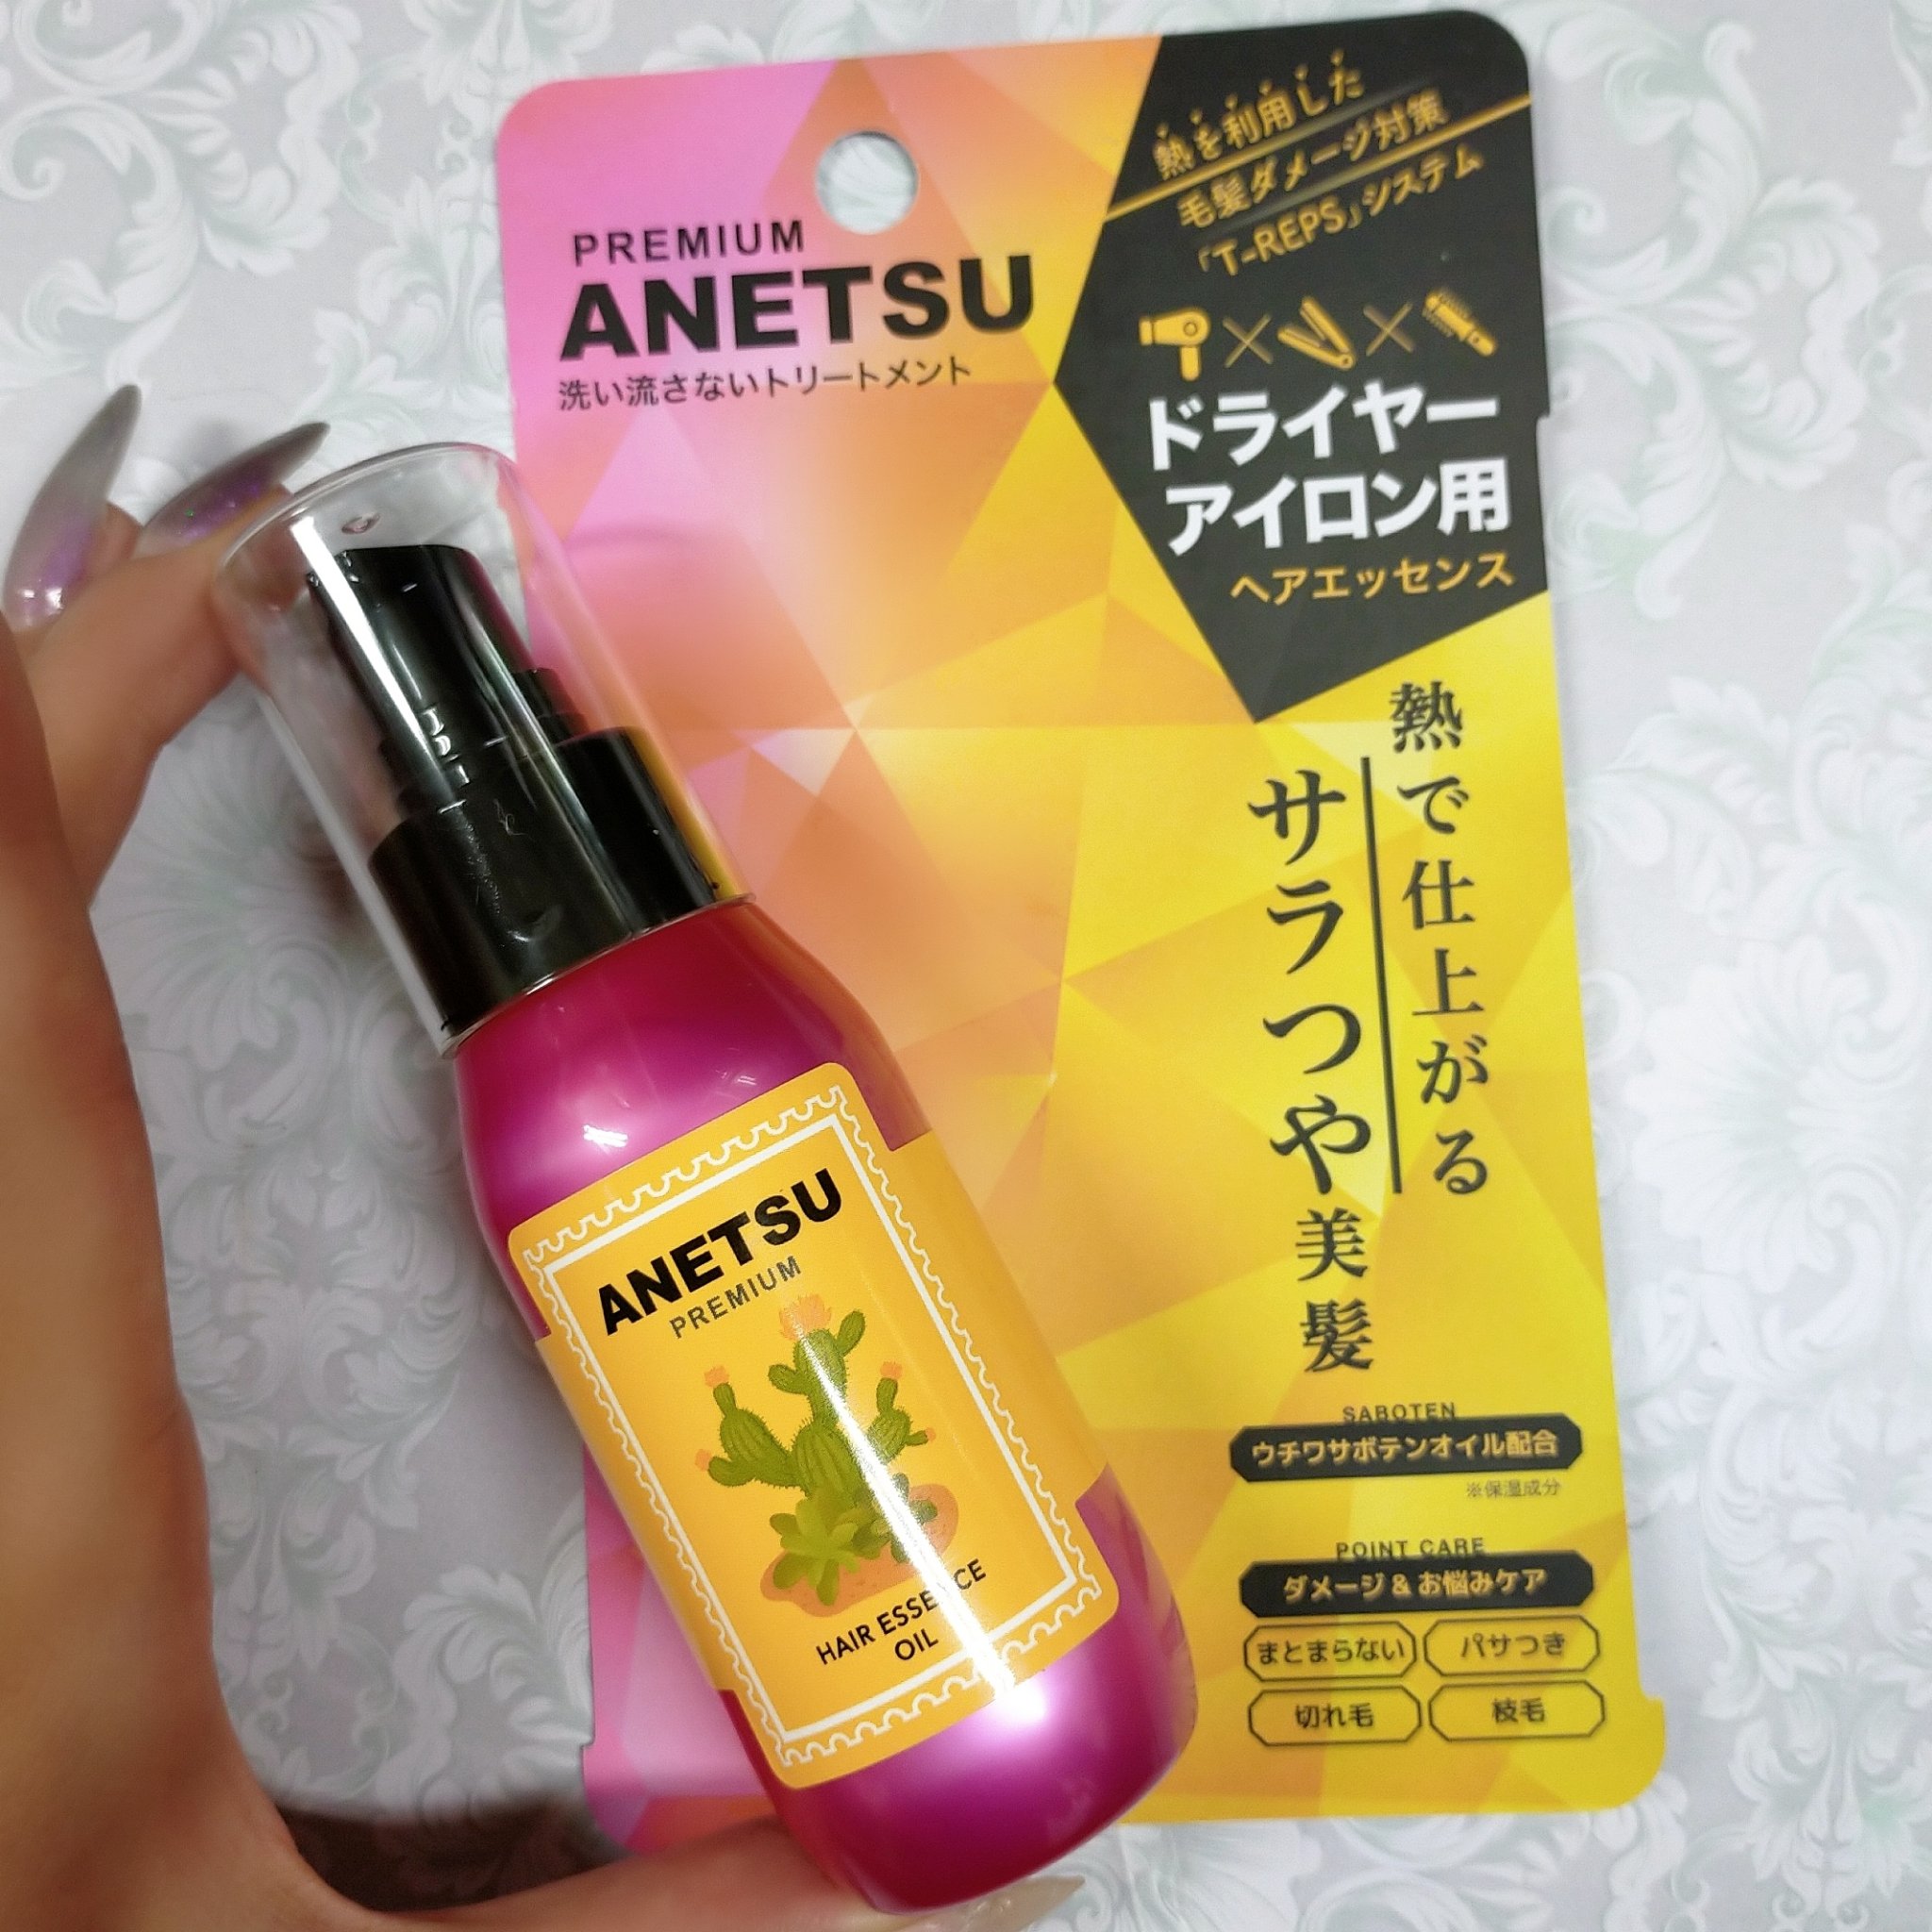 熱を利用した
毛髪ダメージ対策
「T-REPS」システム
PREMIUM
ANETSU
洗い流さないトリートメント
ドライヤー
アイロン用
ヘアエッセンス
熱で仕上がる
サラつや美髪
SABOTEN
ウチワサボテンオイル配合
※保湿成分
POINT CARE
ダメージ&お悩みケア
まとまらない
パサつき
切れ毛
枝毛
ANETSU
PREMIUM
HAIR ESSENCE
OIL